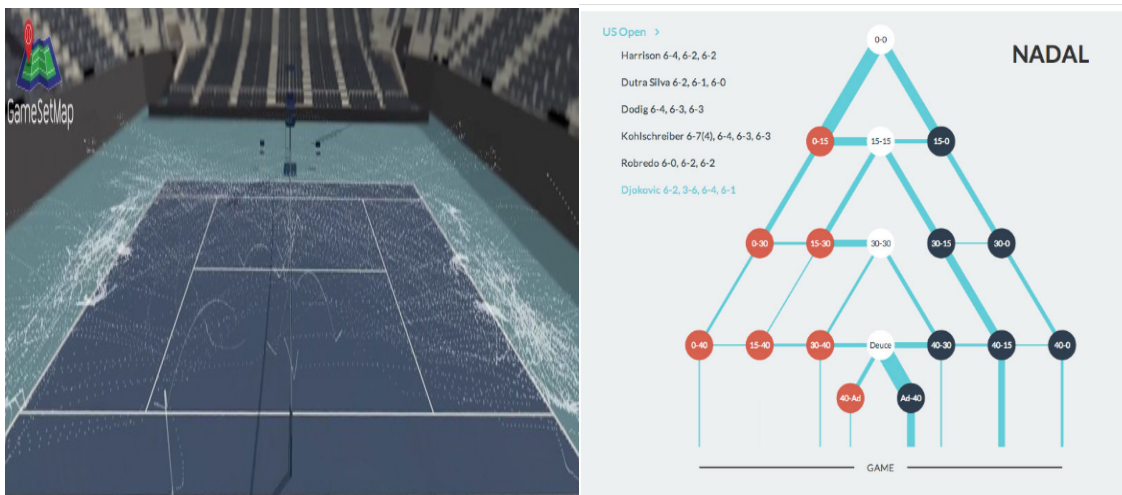 GameSetMap
US Open >
NADAL
Harrison 6-4, 6-2, 6-2
Dutra Silva 6-2, 6-1, 6-0
Dodig 6-4, 6-3, 6-3
Kohlschreiber 6-7(4), 6-4, 6-3, 6-3
Robredo 6-0, 6-2, 6-2
Djokovic 6-2, 3-6, 6-4, 6-1
0-0
0-15 15-15 15-0
0-30 15-30 30-30 30-15 30-0
0-40 15-40 30-40 Deuce 40-30 40-15 40-0
40-Ad Ad-40
GAME